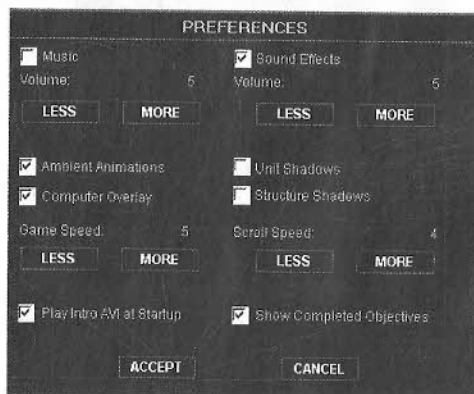 PREFERENCES
Music
Sound Effects
Volume: 5
Volume: 5
LESS MORE
LESS MORE
Ambient Animations
Unit Shadows
Computer Overlay
Structure Shadows
Game Speed: 5
Scroll Speed: 4
LESS MORE
LESS MORE
Play Intro AVI at Startup
Show Completed Objectives
ACCEPT
CANCEL